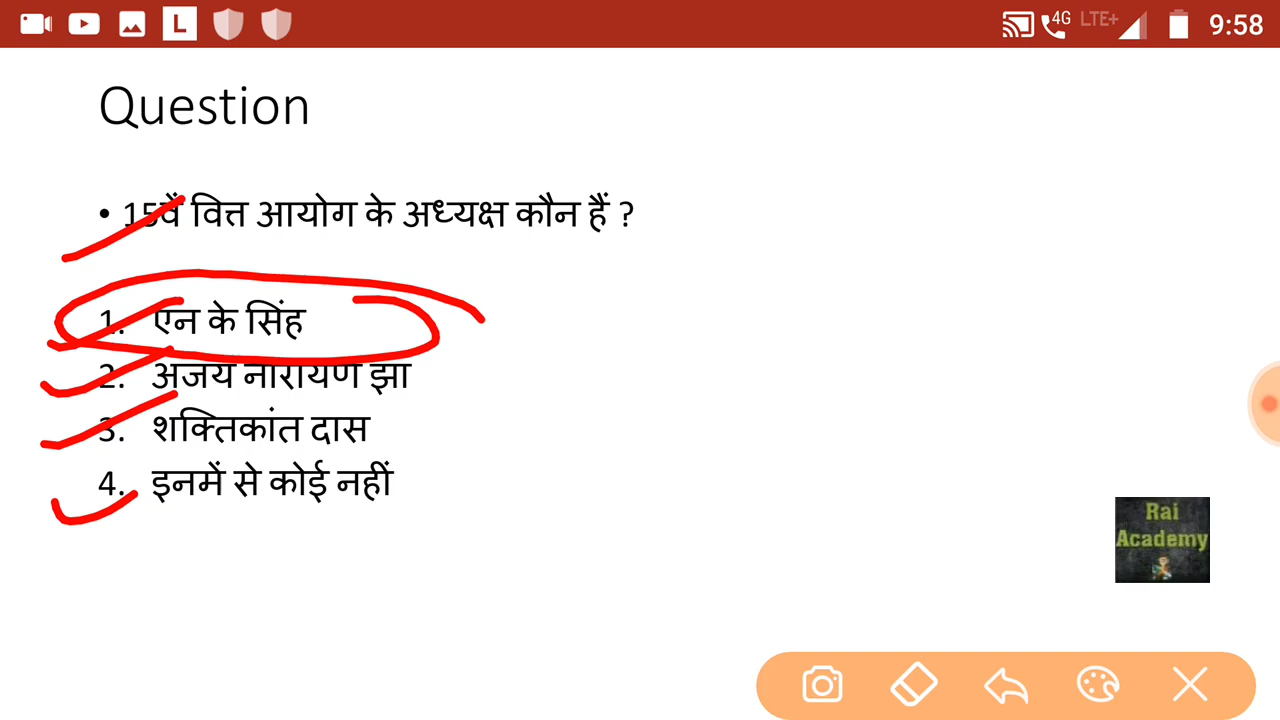 L
4G
LTE+
9:58
Question
• 15वें वित्त आयोग के अध्यक्ष कौन हैं ?
1. एन के सिंह
2. अजय नारायण झा
3. शक्तिकांत दास
4. इनमें से कोई नहीं
Rai
Academy